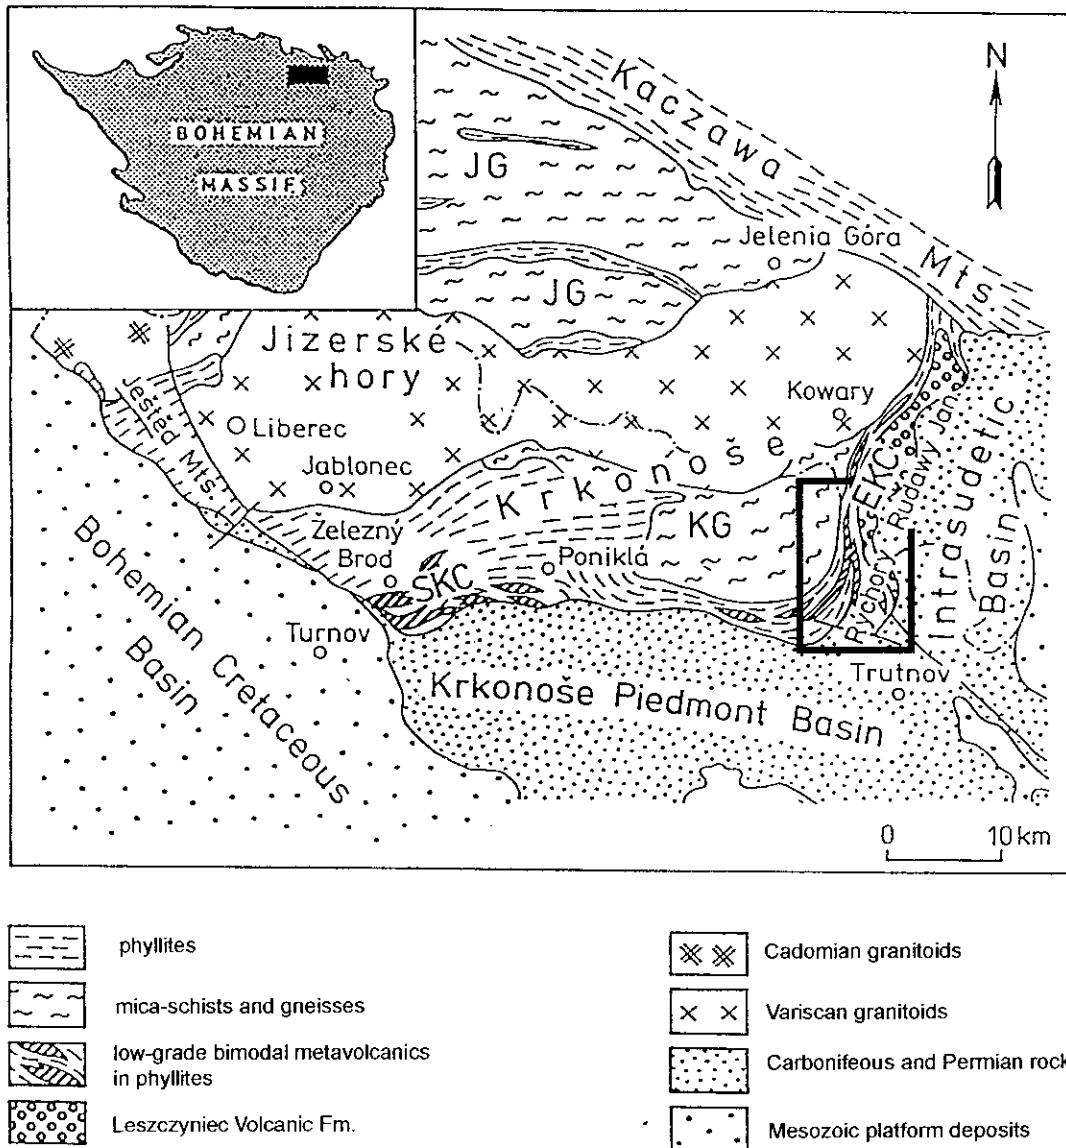 BOHEMIAN
MASSIF
N
Kaczawa
Mts.
JG
Jelenia Góra
JG
Jizerské
hory
Kowary
Ještěd Mts.
Liberec
Jablonec
Krkonoše
EKC
Rudawy Jan.
Intrasudetic
Basin
Železný
Brod
SKC
Poniklá
KG
Rychory
Turnov
Trutnov
Bohemian Cretaceous
Basin
Krkonoše Piedmont Basin
0 10 km
phyllites
mica-schists and gneisses
low-grade bimodal metavolcanics
in phyllites
Leszczyniec Volcanic Fm.
Cadomian granitoids
Variscan granitoids
Carbonifeous and Permian rock
Mesozoic platform deposits